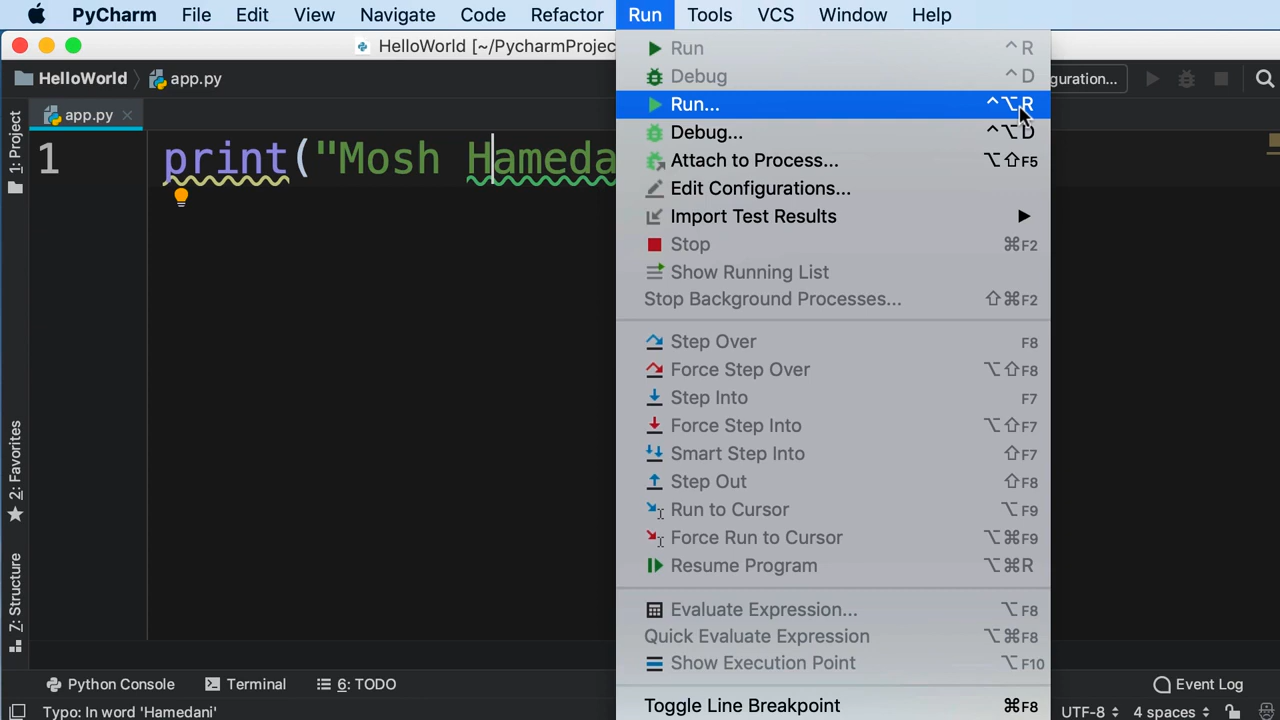 PyCharm File Edit View Navigate Code Refactor Run Tools VCS Window Help
HelloWorld [~/PycharmProjec
HelloWorld app.py
guration...
app.py
1: Project
1 print("Mosh Hameda
Run ^R
Debug ^D
Run... ^⌥R
Debug... ^⌥D
Attach to Process... ⌥⇧F5
Edit Configurations...
Import Test Results
Stop ⌘F2
Show Running List
Stop Background Processes... ⇧⌘F2
Step Over F8
Force Step Over ⌥⇧F8
Step Into F7
Force Step Into ⌥⇧F7
Smart Step Into ⇧F7
Step Out ⇧F8
Run to Cursor ⌥F9
Force Run to Cursor ⌥⌘F9
Resume Program ⌥⌘R
Evaluate Expression... ⌥F8
Quick Evaluate Expression ⌥⌘F8
Show Execution Point ⌥F10
Toggle Line Breakpoint ⌘F8
2: Favorites
Z: Structure
Python Console Terminal 6: TODO Event Log
Typo: In word 'Hamedani' UTF-8 4 spaces